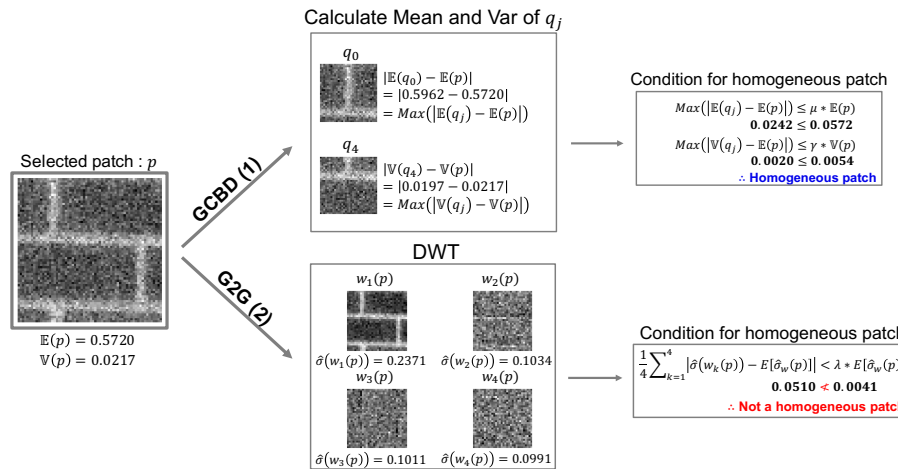 Calculate Mean and Var of q_j
q_0
|𝔼(q_0) − 𝔼(p)|
= |0.5962 − 0.5720|
= Max(|𝔼(q_j) − 𝔼(p)|)
q_4
|𝕍(q_4) − 𝕍(p)|
= |0.0197 − 0.0217|
= Max(|𝕍(q_j) − 𝕍(p)|)
Condition for homogeneous patch
Max(|𝔼(q_j) − 𝔼(p)|) ≤ μ ∗ 𝔼(p)
0.0242 ≤ 0.0572
Max(|𝕍(q_j) − 𝔼(p)|) ≤ γ ∗ 𝕍(p)
0.0020 ≤ 0.0054
∴ Homogeneous patch
Selected patch : p
𝔼(p) = 0.5720
𝕍(p) = 0.0217
GCBD (1)
G2G (2)
DWT
w_1(p) w_2(p)
σ̂(w_1(p)) = 0.2371 σ̂(w_2(p)) = 0.1034
w_3(p) w_4(p)
σ̂(w_3(p)) = 0.1011 σ̂(w_4(p)) = 0.0991
Condition for homogeneous patch
1/4 ∑_{k=1}^4 |σ̂(w_k(p)) − E[σ̂_w(p)]| < λ ∗ E[σ̂_w(p)
0.0510 ≮ 0.0041
∴ Not a homogeneous patch